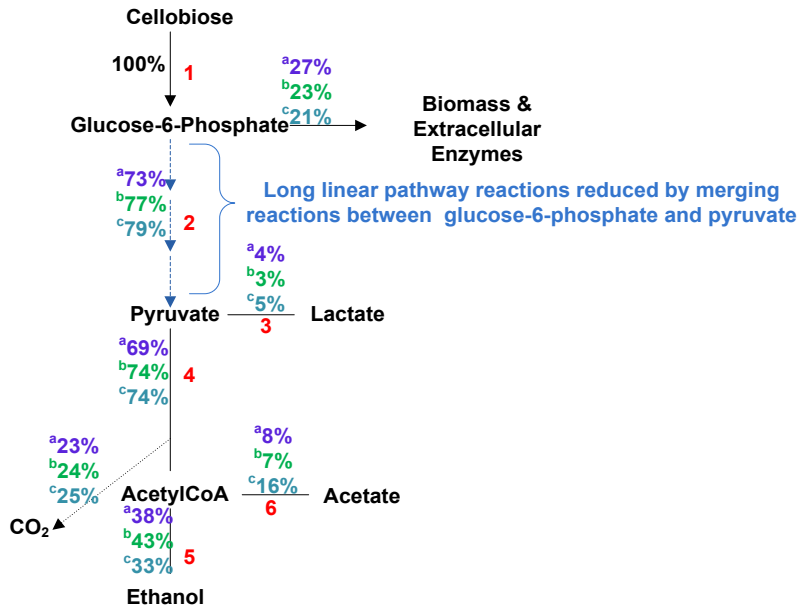 Cellobiose
100%
1
a27%
b23%
c21%
Glucose-6-Phosphate
Biomass &
Extracellular
Enzymes
a73%
b77%
c79%
2
Long linear pathway reactions reduced by merging
reactions between glucose-6-phosphate and pyruvate
a4%
b3%
c5%
Pyruvate
3
Lactate
a69%
b74%
c74%
4
a23%
b24%
c25%
CO2
a8%
b7%
c16%
AcetylCoA
6
Acetate
a38%
b43%
c33%
5
Ethanol